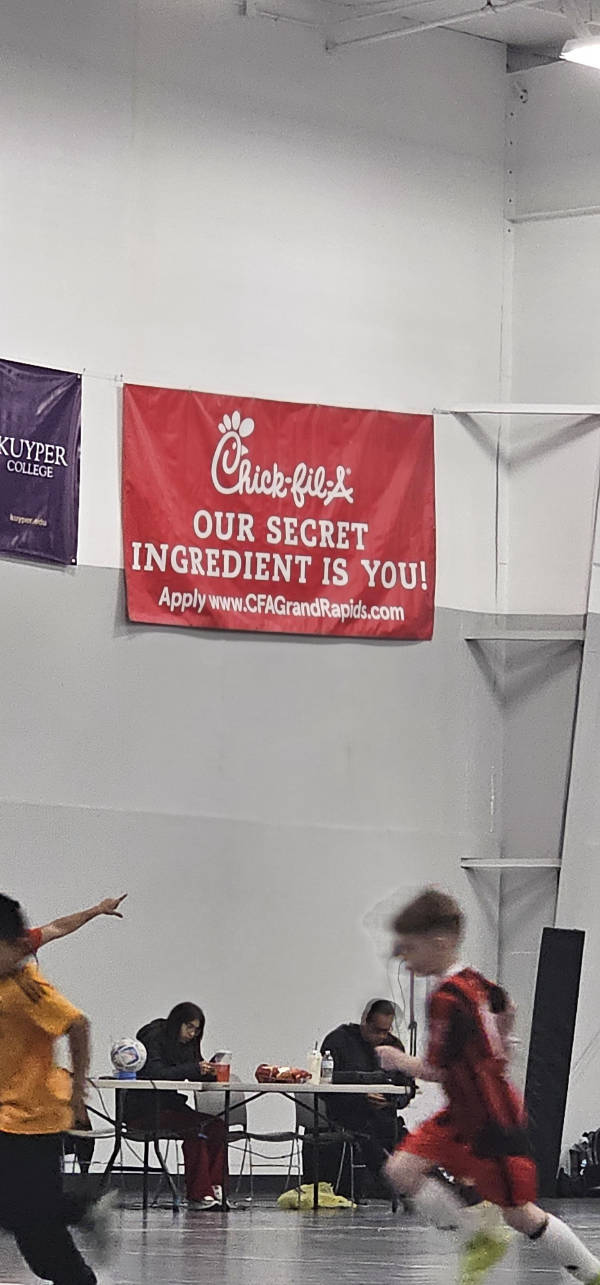 KUYPER
COLLEGE
kuyper.edu
Chick-fil-A
OUR SECRET
INGREDIENT IS YOU!
Apply www.CFAGrandRapids.com